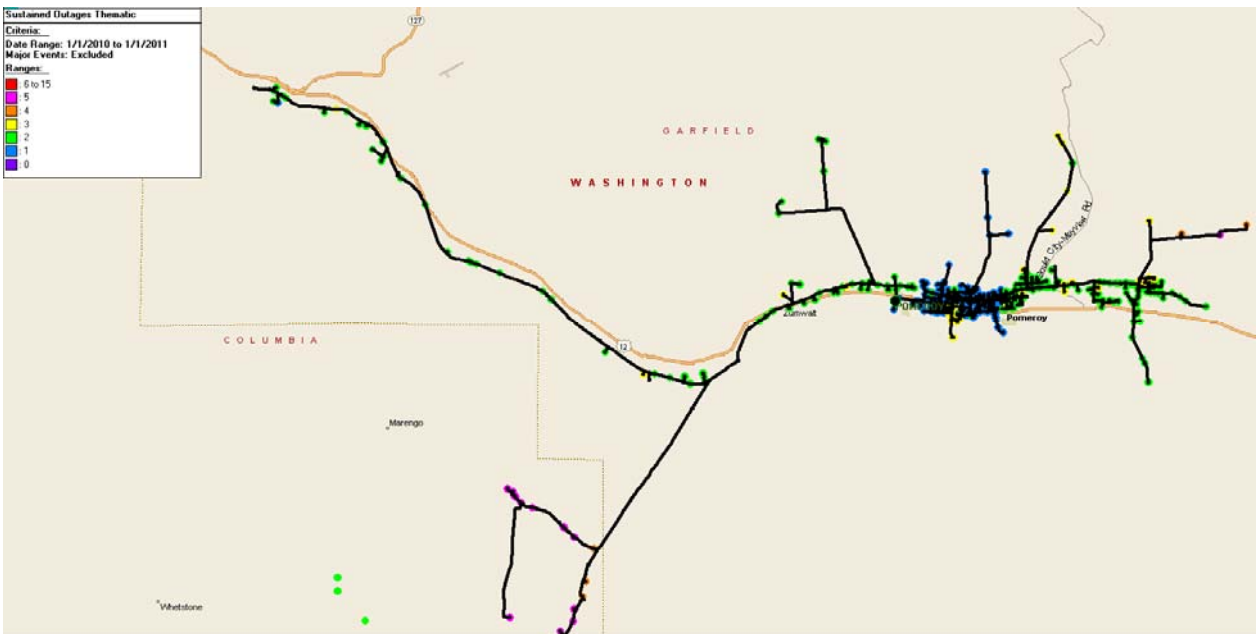 Sustained Outages Thematic
Criteria:
Date Range: 1/1/2010 to 1/1/2011
Major Events: Excluded
Ranges:
: 6 to 15
: 5
: 4
: 3
: 2
: 1
: 0
127
GARFIELD
WASHINGTON
Zumwalt
Pomeroy
12
COLUMBIA
Marengo
Whetstone